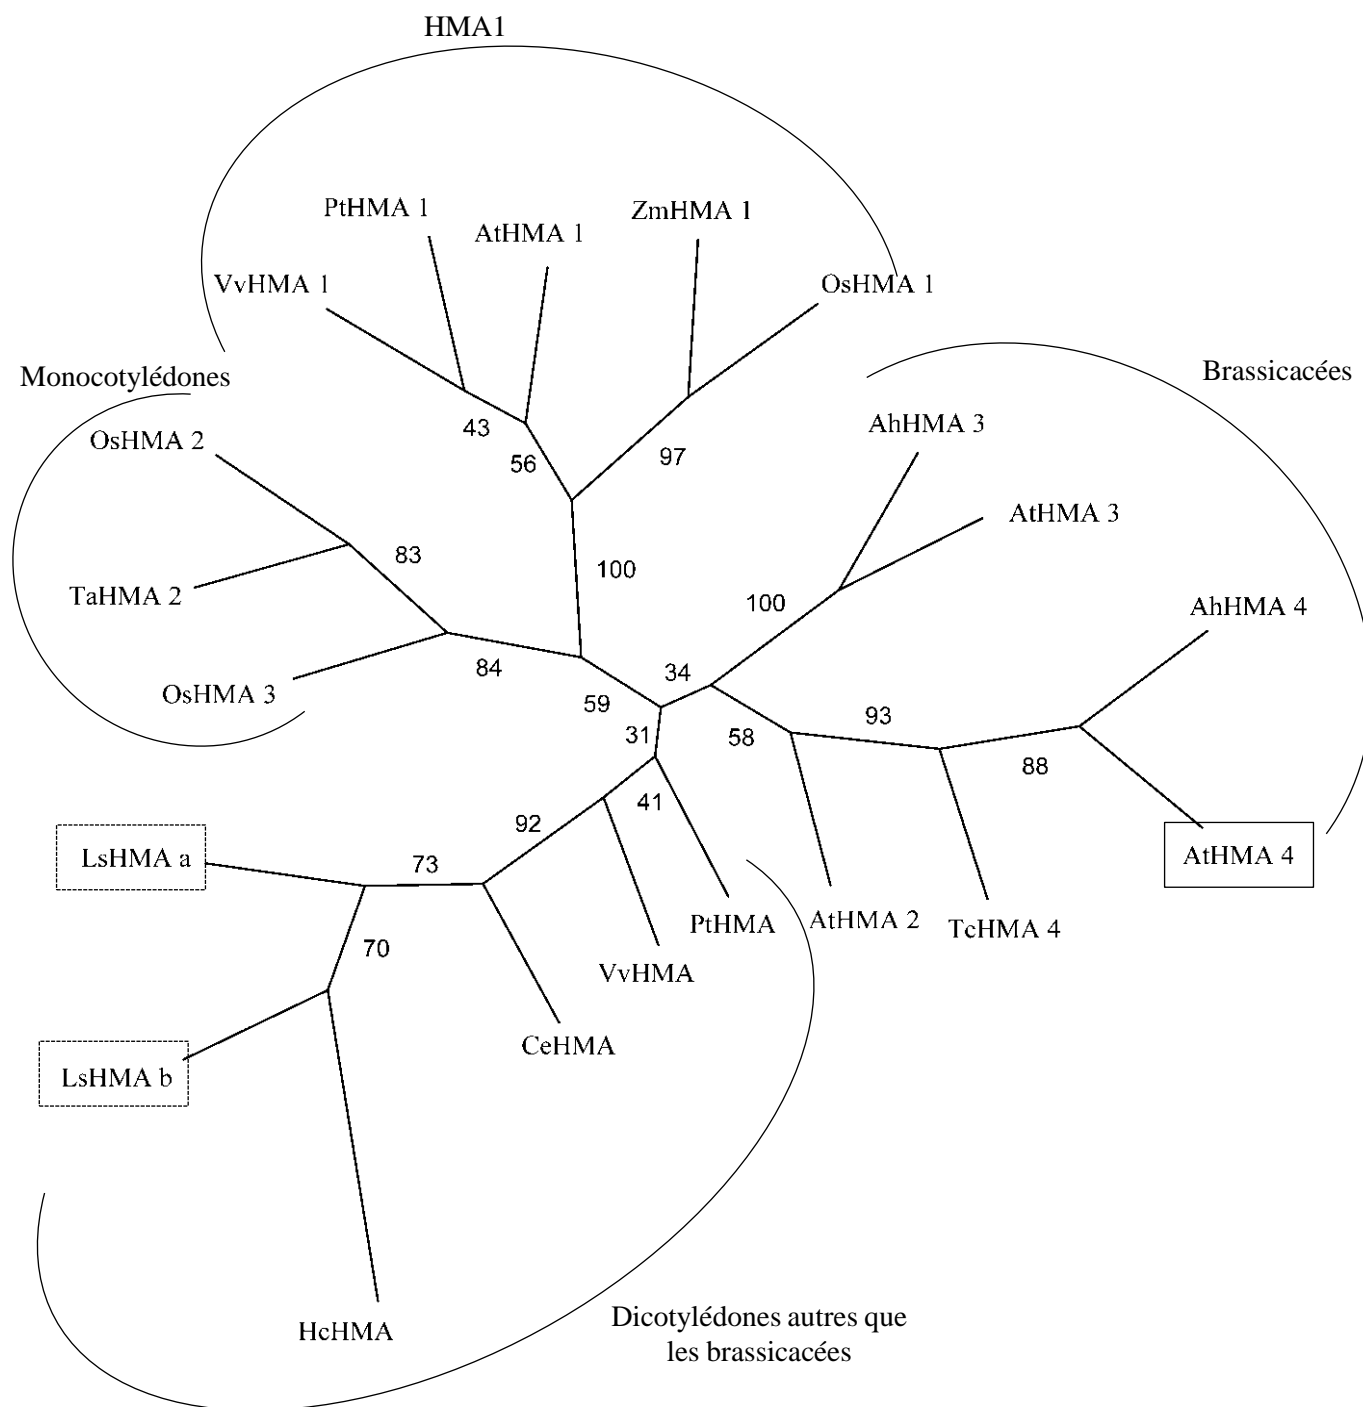 HMA1
PtHMA 1
ZmHMA 1
AtHMA 1
VvHMA 1
OsHMA 1
Monocotylédones
Brassicacées
OsHMA 2
AhHMA 3
43
56
97
AtHMA 3
83
100
TaHMA 2
100
AhHMA 4
84
34
OsHMA 3
59
93
31
58
88
41
92
LsHMA a
73
AtHMA 4
PtHMA
AtHMA 2
TcHMA 4
70
VvHMA
CeHMA
LsHMA b
HcHMA
Dicotylédones autres que
les brassicacées